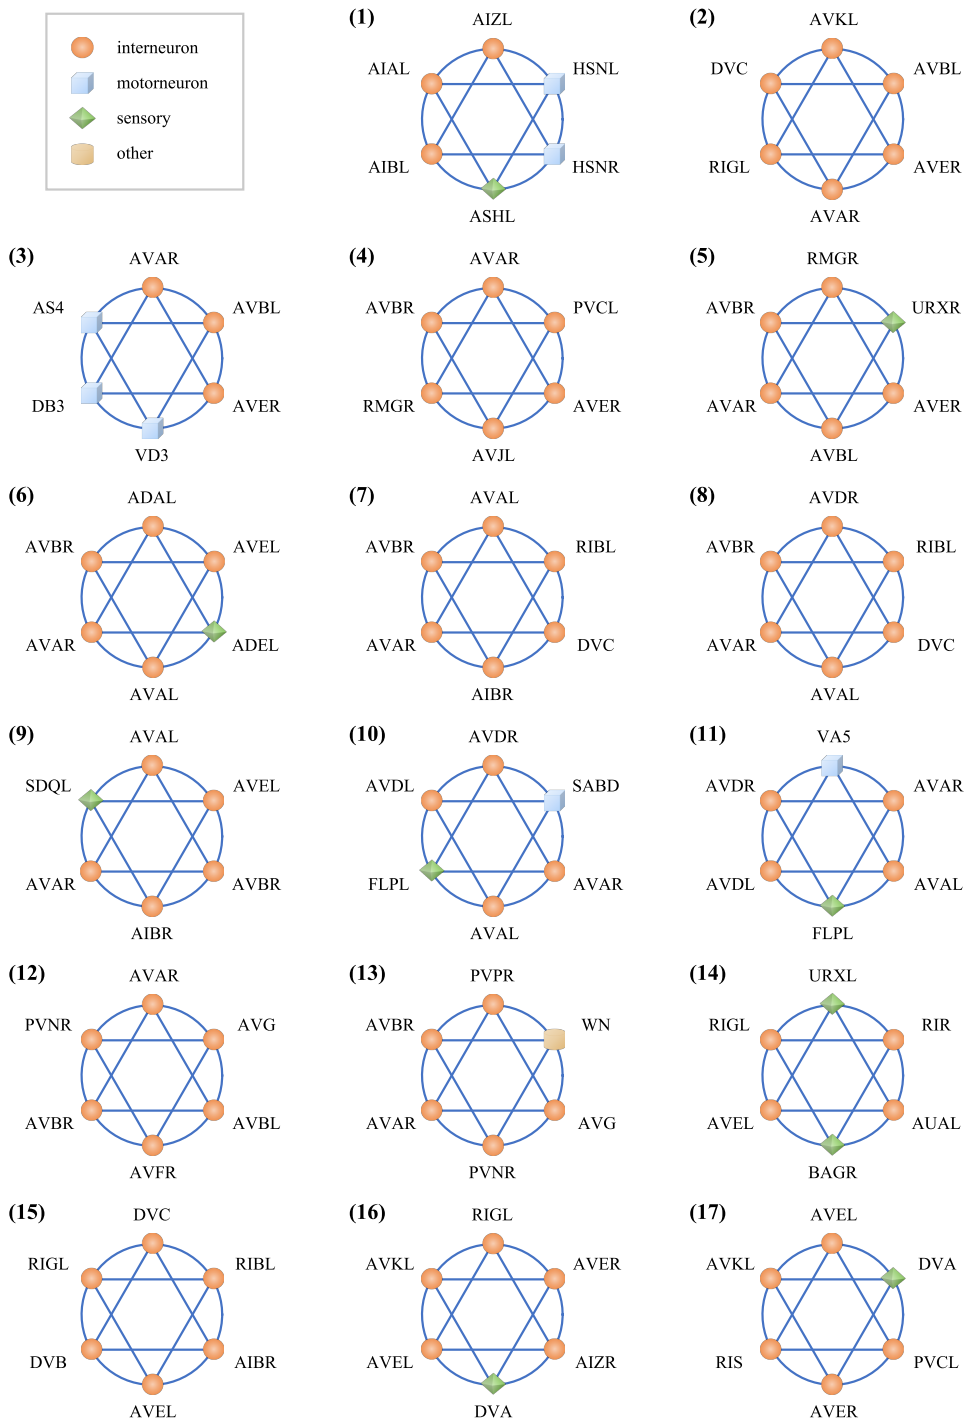 interneuron
motorneuron
sensory
other
(1)
AIZL
AIAL
HSNL
AIBL
HSNR
ASHL
(2)
AVKL
DVC
AVBL
RIGL
AVER
AVAR
(3)
AVAR
AS4
AVBL
DB3
AVER
VD3
(4)
AVAR
AVBR
PVCL
RMGR
AVER
AVJL
(5)
RMGR
AVBR
URXR
AVAR
AVER
AVBL
(6)
ADAL
AVBR
AVEL
AVAR
ADEL
AVAL
(7)
AVAL
AVBR
RIBL
AVAR
DVC
AIBR
(8)
AVDR
AVBR
RIBL
AVAR
DVC
AVAL
(9)
AVAL
SDQL
AVEL
AVAR
AVBR
AIBR
(10)
AVDR
AVDL
SABD
FLPL
AVAR
AVAL
(11)
VA5
AVDR
AVAR
AVDL
AVAL
FLPL
(12)
AVAR
PVNR
AVG
AVBR
AVBL
AVFR
(13)
PVPR
AVBR
WN
AVAR
AVG
PVNR
(14)
URXL
RIGL
RIR
AVEL
AUAL
BAGR
(15)
DVC
RIGL
RIBL
DVB
AIBR
AVEL
(16)
RIGL
AVKL
AVER
AVEL
AIZR
DVA
(17)
AVEL
AVKL
DVA
RIS
PVCL
AVER